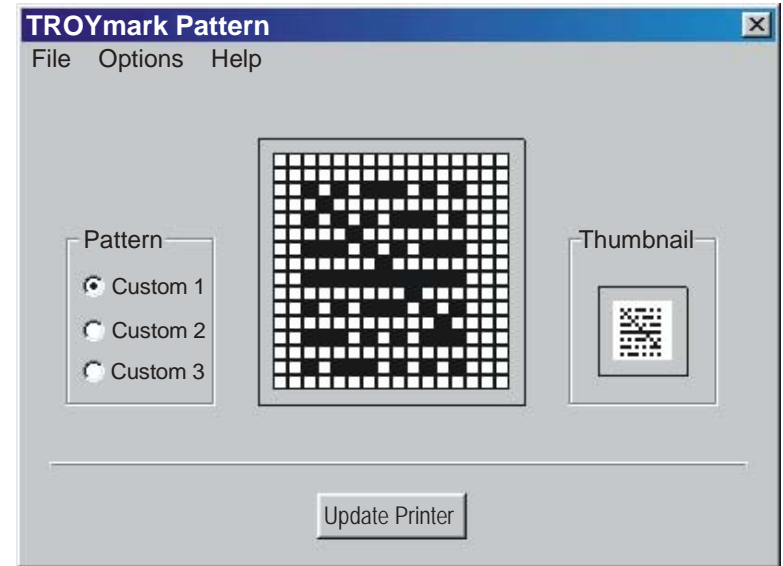 TROYmark Pattern
File Options Help
Pattern
Custom 1
Custom 2
Custom 3
Thumbnail
Update Printer